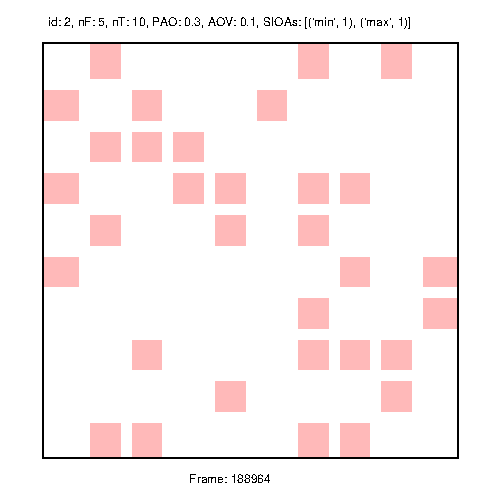 id: 2, nF: 5, nT: 10, PAO: 0.3, AOV: 0.1, SIOAs: [('min', 1), ('max', 1)]
Frame: 188964